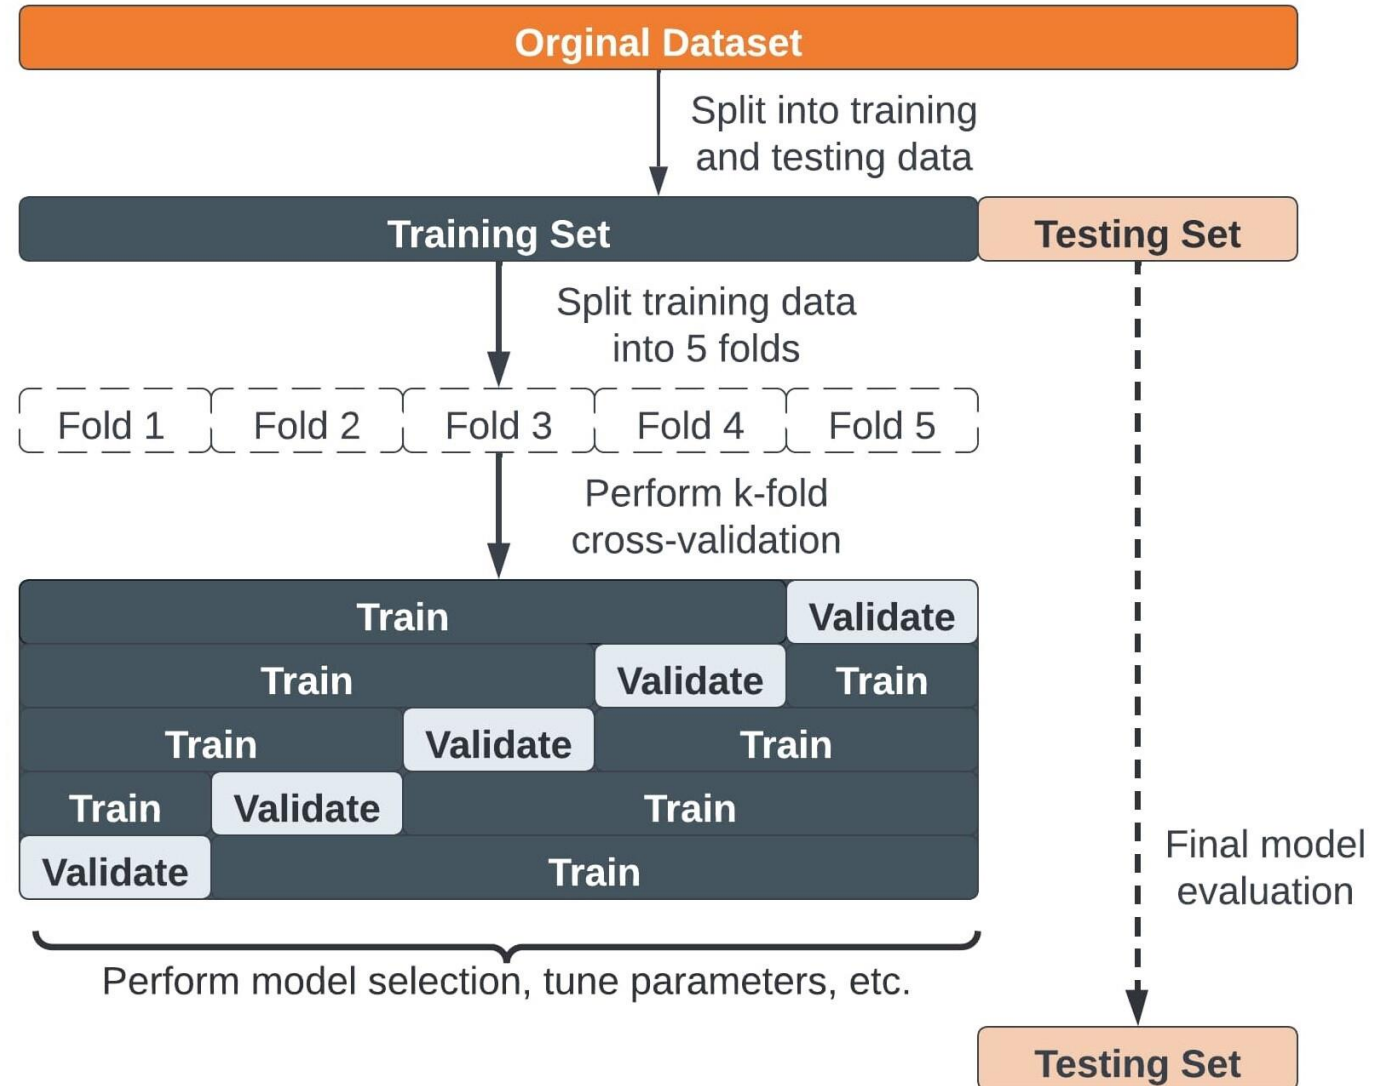 Orginal Dataset
Split into training
and testing data
Training Set
Testing Set
Split training data
into 5 folds
Fold 1
Fold 2
Fold 3
Fold 4
Fold 5
Perform k-fold
cross-validation
Train
Validate
Train
Validate
Train
Train
Validate
Train
Train
Validate
Train
Validate
Train
Final model
evaluation
Perform model selection, tune parameters, etc.
Testing Set